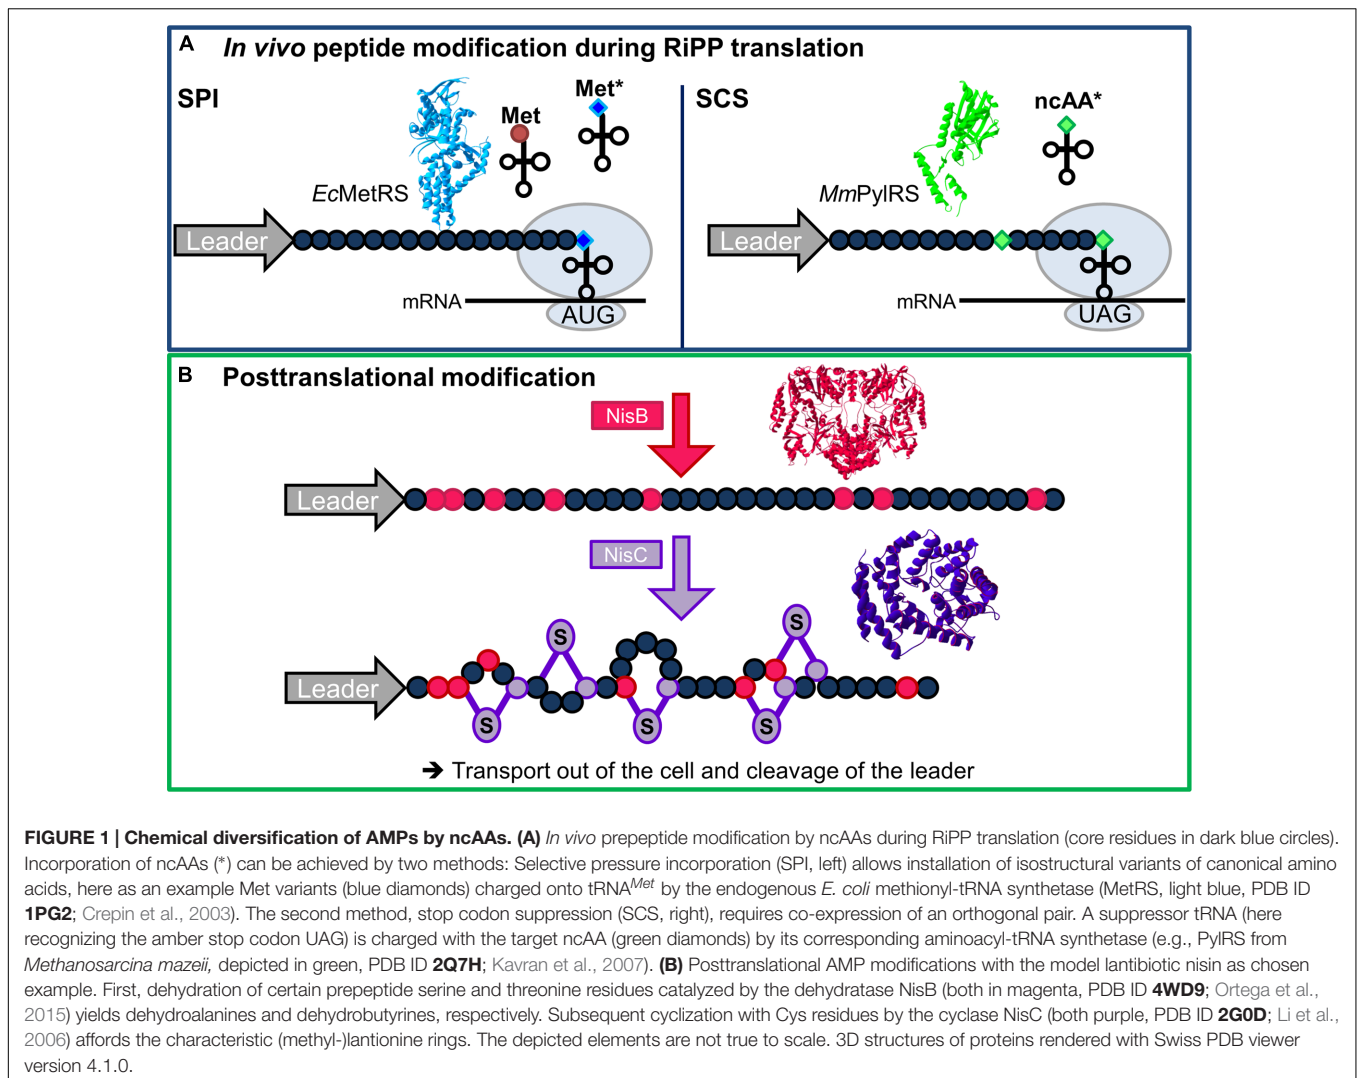 A In vivo peptide modification during RiPP translation
SPI
Met
Met*
EcMetRS
Leader
mRNA
AUG
SCS
ncAA*
MmPylRS
Leader
mRNA
UAG
B Posttranslational modification
NisB
Leader
NisC
S
S
S
S
S
Leader
➔ Transport out of the cell and cleavage of the leader
FIGURE 1 | Chemical diversification of AMPs by ncAAs. (A) In vivo prepeptide modification by ncAAs during RiPP translation (core residues in dark blue circles).
Incorporation of ncAAs (*) can be achieved by two methods: Selective pressure incorporation (SPI, left) allows installation of isostructural variants of canonical amino
acids, here as an example Met variants (blue diamonds) charged onto tRNAMet by the endogenous E. coli methionyl-tRNA synthetase (MetRS, light blue, PDB ID
1PG2; Crepin et al., 2003). The second method, stop codon suppression (SCS, right), requires co-expression of an orthogonal pair. A suppressor tRNA (here
recognizing the amber stop codon UAG) is charged with the target ncAA (green diamonds) by its corresponding aminoacyl-tRNA synthetase (e.g., PylRS from
Methanosarcina mazeii, depicted in green, PDB ID 2Q7H; Kavran et al., 2007). (B) Posttranslational AMP modifications with the model lantibiotic nisin as chosen
example. First, dehydration of certain prepeptide serine and threonine residues catalyzed by the dehydratase NisB (both in magenta, PDB ID 4WD9; Ortega et al.,
2015) yields dehydroalanines and dehydrobutyrines, respectively. Subsequent cyclization with Cys residues by the cyclase NisC (both purple, PDB ID 2G0D; Li et al.,
2006) affords the characteristic (methyl-)lantionine rings. The depicted elements are not true to scale. 3D structures of proteins rendered with Swiss PDB viewer
version 4.1.0.